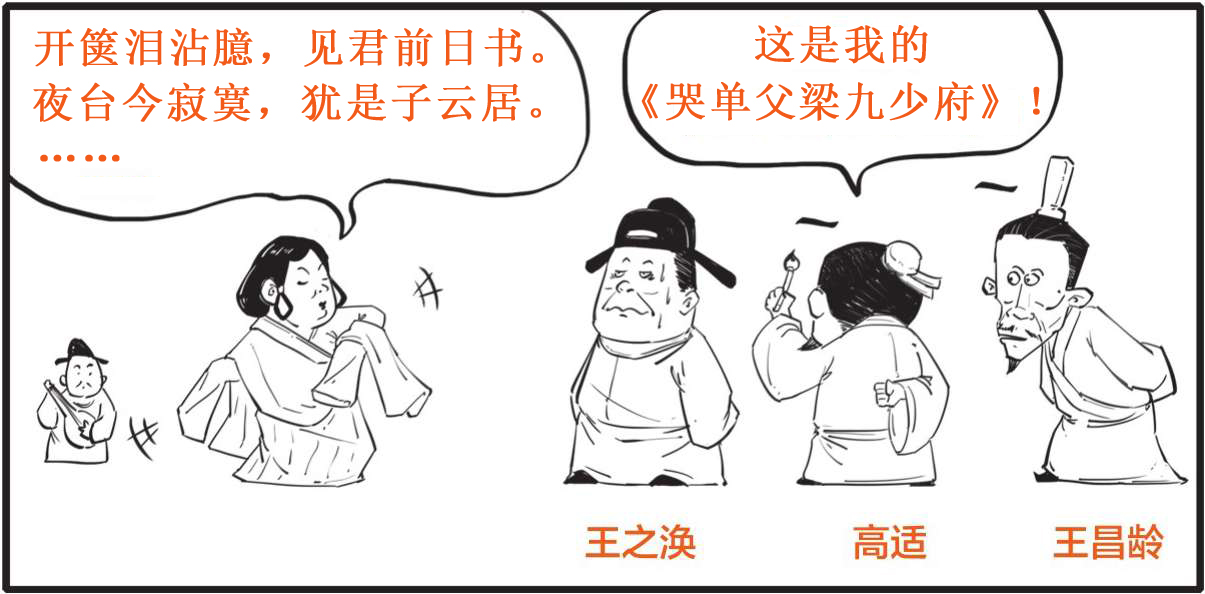 开箧泪沾臆，见君前日书。
夜台今寂寞，犹是子云居。
……
这是我的
《哭单父梁九少府》！
王之涣
高适
王昌龄